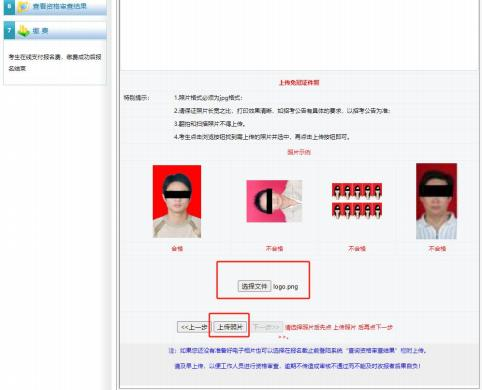 6 查看资格审查结果
7 缴 费
考生在线支付报名费，缴费成功后报
名结束
上传免冠证件照
特别提示：
1.照片格式必须为jpg格式；
2.请保证照片长宽之比，打印效果清晰，如招考公告有具体的要求，以招考公告为准；
3.翻拍和扫描照片不得上传。
4.考生点击浏览按钮找到需上传的照片并选中，再点击上传按钮即可。
照片示例
合格 不合格 不合格 不合格
选择文件 logo.png
<<上一步 上传照片 下一步>> 请选择照片后先点 上传照片 后再点下一步
>>。
注：如果您还没有准备好电子相片也可以选择在报名截止前登陆系统“查询资格审查结果”栏时上传。
请及早上传，以便工作人员进行资格审查，逾期不传造成审核不通过而不能及时改报者后果自负！